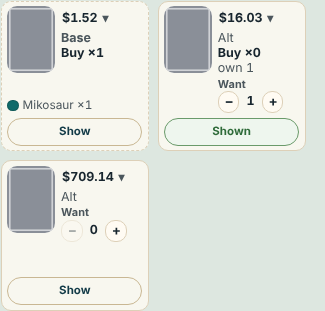 $1.52 ▼
Base
Buy ×1
Mikosaur ×1
Show
$16.03 ▼
Alt
Buy ×0
own 1
Want
− 1 +
Shown
$709.14 ▼
Alt
Want
− 0 +
Show